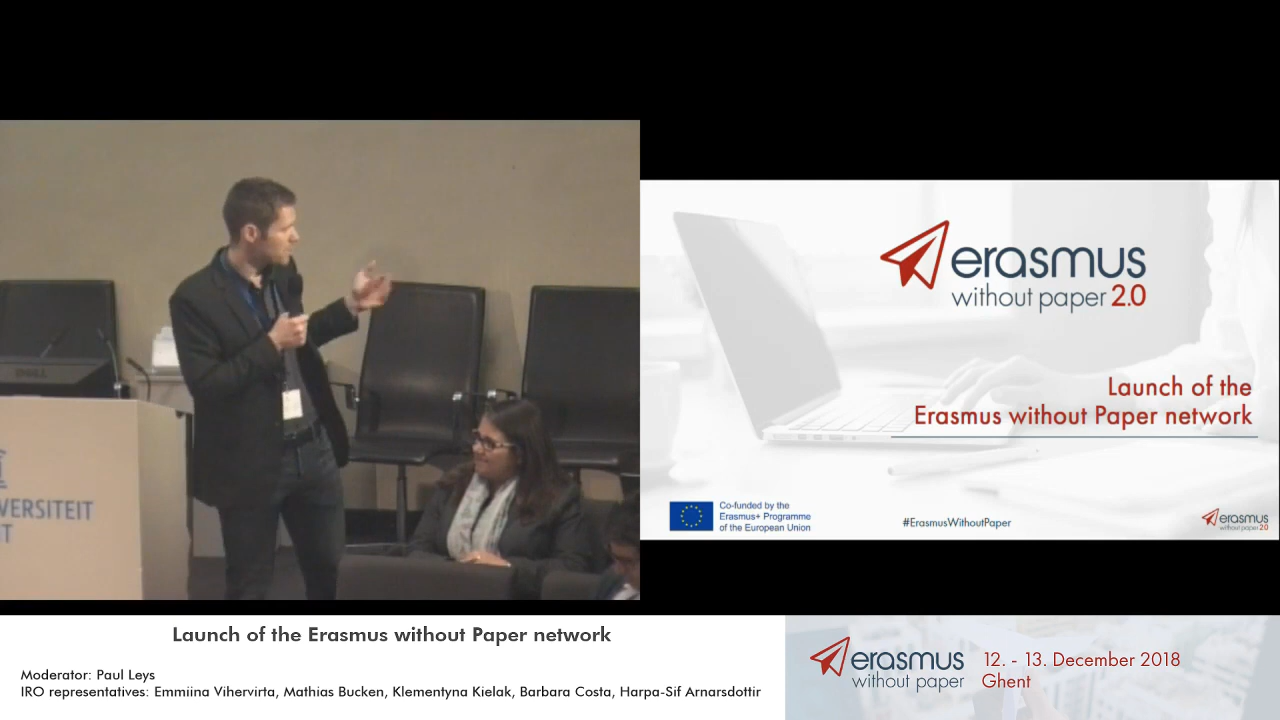 DELL
VERSITEIT
erasmus
without paper 2.0
Launch of the
Erasmus without Paper network
Co-funded by the
Erasmus+ Programme
of the European Union
#ErasmusWithoutPaper
erasmus
without paper 2.0
Launch of the Erasmus without Paper network
Moderator: Paul Leys
IRO representatives: Emmiina Vihervirta, Mathias Bucken, Klementyna Kielak, Barbara Costa, Harpa-Sif Arnarsdottir
erasmus
without paper
12. - 13. December 2018
Ghent